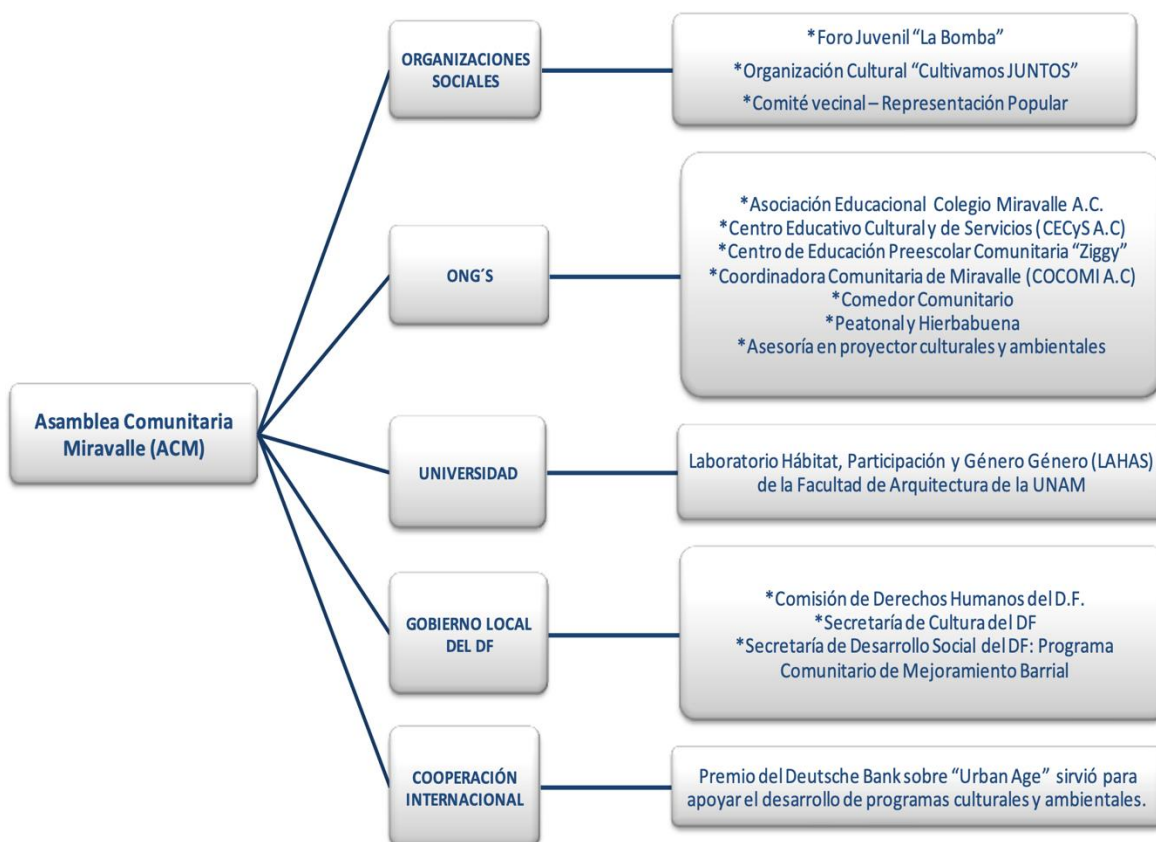 Asamblea Comunitaria
Miravalle (ACM)
ORGANIZACIONES
SOCIALES
*Foro Juvenil “La Bomba”
*Organización Cultural “Cultivamos JUNTOS”
*Comité vecinal – Representación Popular
ONG´S
*Asociación Educacional Colegio Miravalle A.C.
*Centro Educativo Cultural y de Servicios (CECyS A.C)
*Centro de Educación Preescolar Comunitaria “Ziggy”
*Coordinadora Comunitaria de Miravalle (COCOMI A.C)
*Comedor Comunitario
*Peatonal y Hierbabuena
*Asesoría en proyector culturales y ambientales
UNIVERSIDAD
Laboratorio Hábitat, Participación y Género Género (LAHAS)
de la Facultad de Arquitectura de la UNAM
GOBIERNO LOCAL
DEL DF
*Comisión de Derechos Humanos del D.F.
*Secretaría de Cultura del DF
*Secretaría de Desarrollo Social del DF: Programa
Comunitario de Mejoramiento Barrial
COOPERACIÓN
INTERNACIONAL
Premio del Deutsche Bank sobre “Urban Age” sirvió para
apoyar el desarrollo de programas culturales y ambientales.